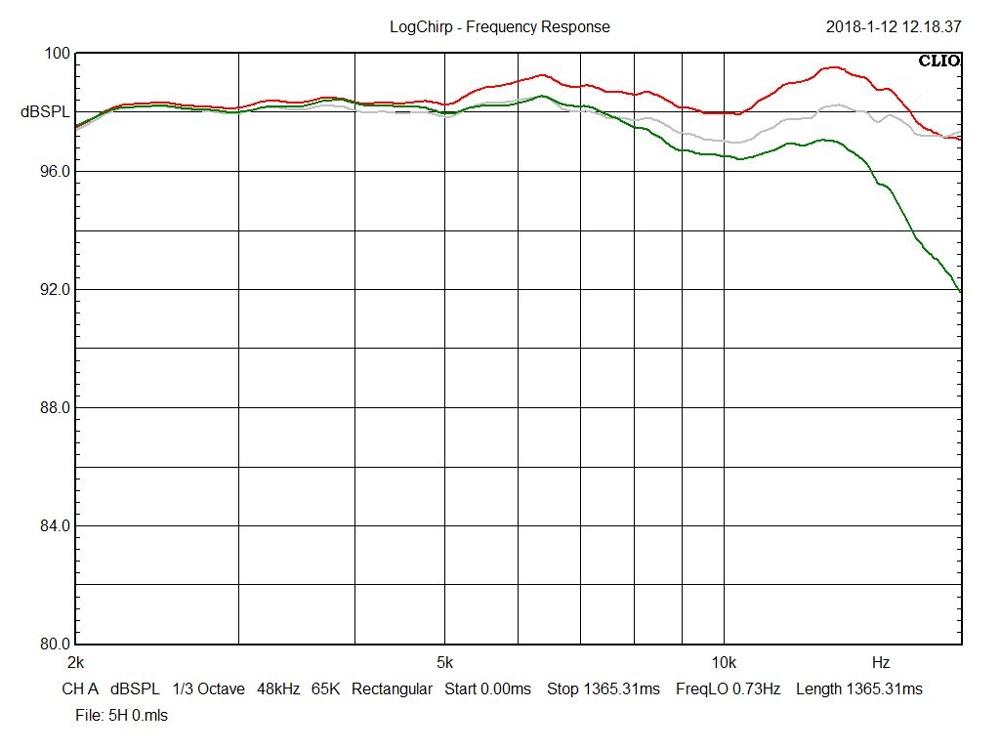 LogChirp - Frequency Response 2018-1-12 12.18.37
100 CLIO
dBSPL
96.0
92.0
88.0
84.0
80.0
2k 5k 10k Hz
CH A dBSPL 1/3 Octave 48kHz 65K Rectangular Start 0.00ms Stop 1365.31ms FreqLO 0.73Hz Length 1365.31ms
File: 5H 0.mls